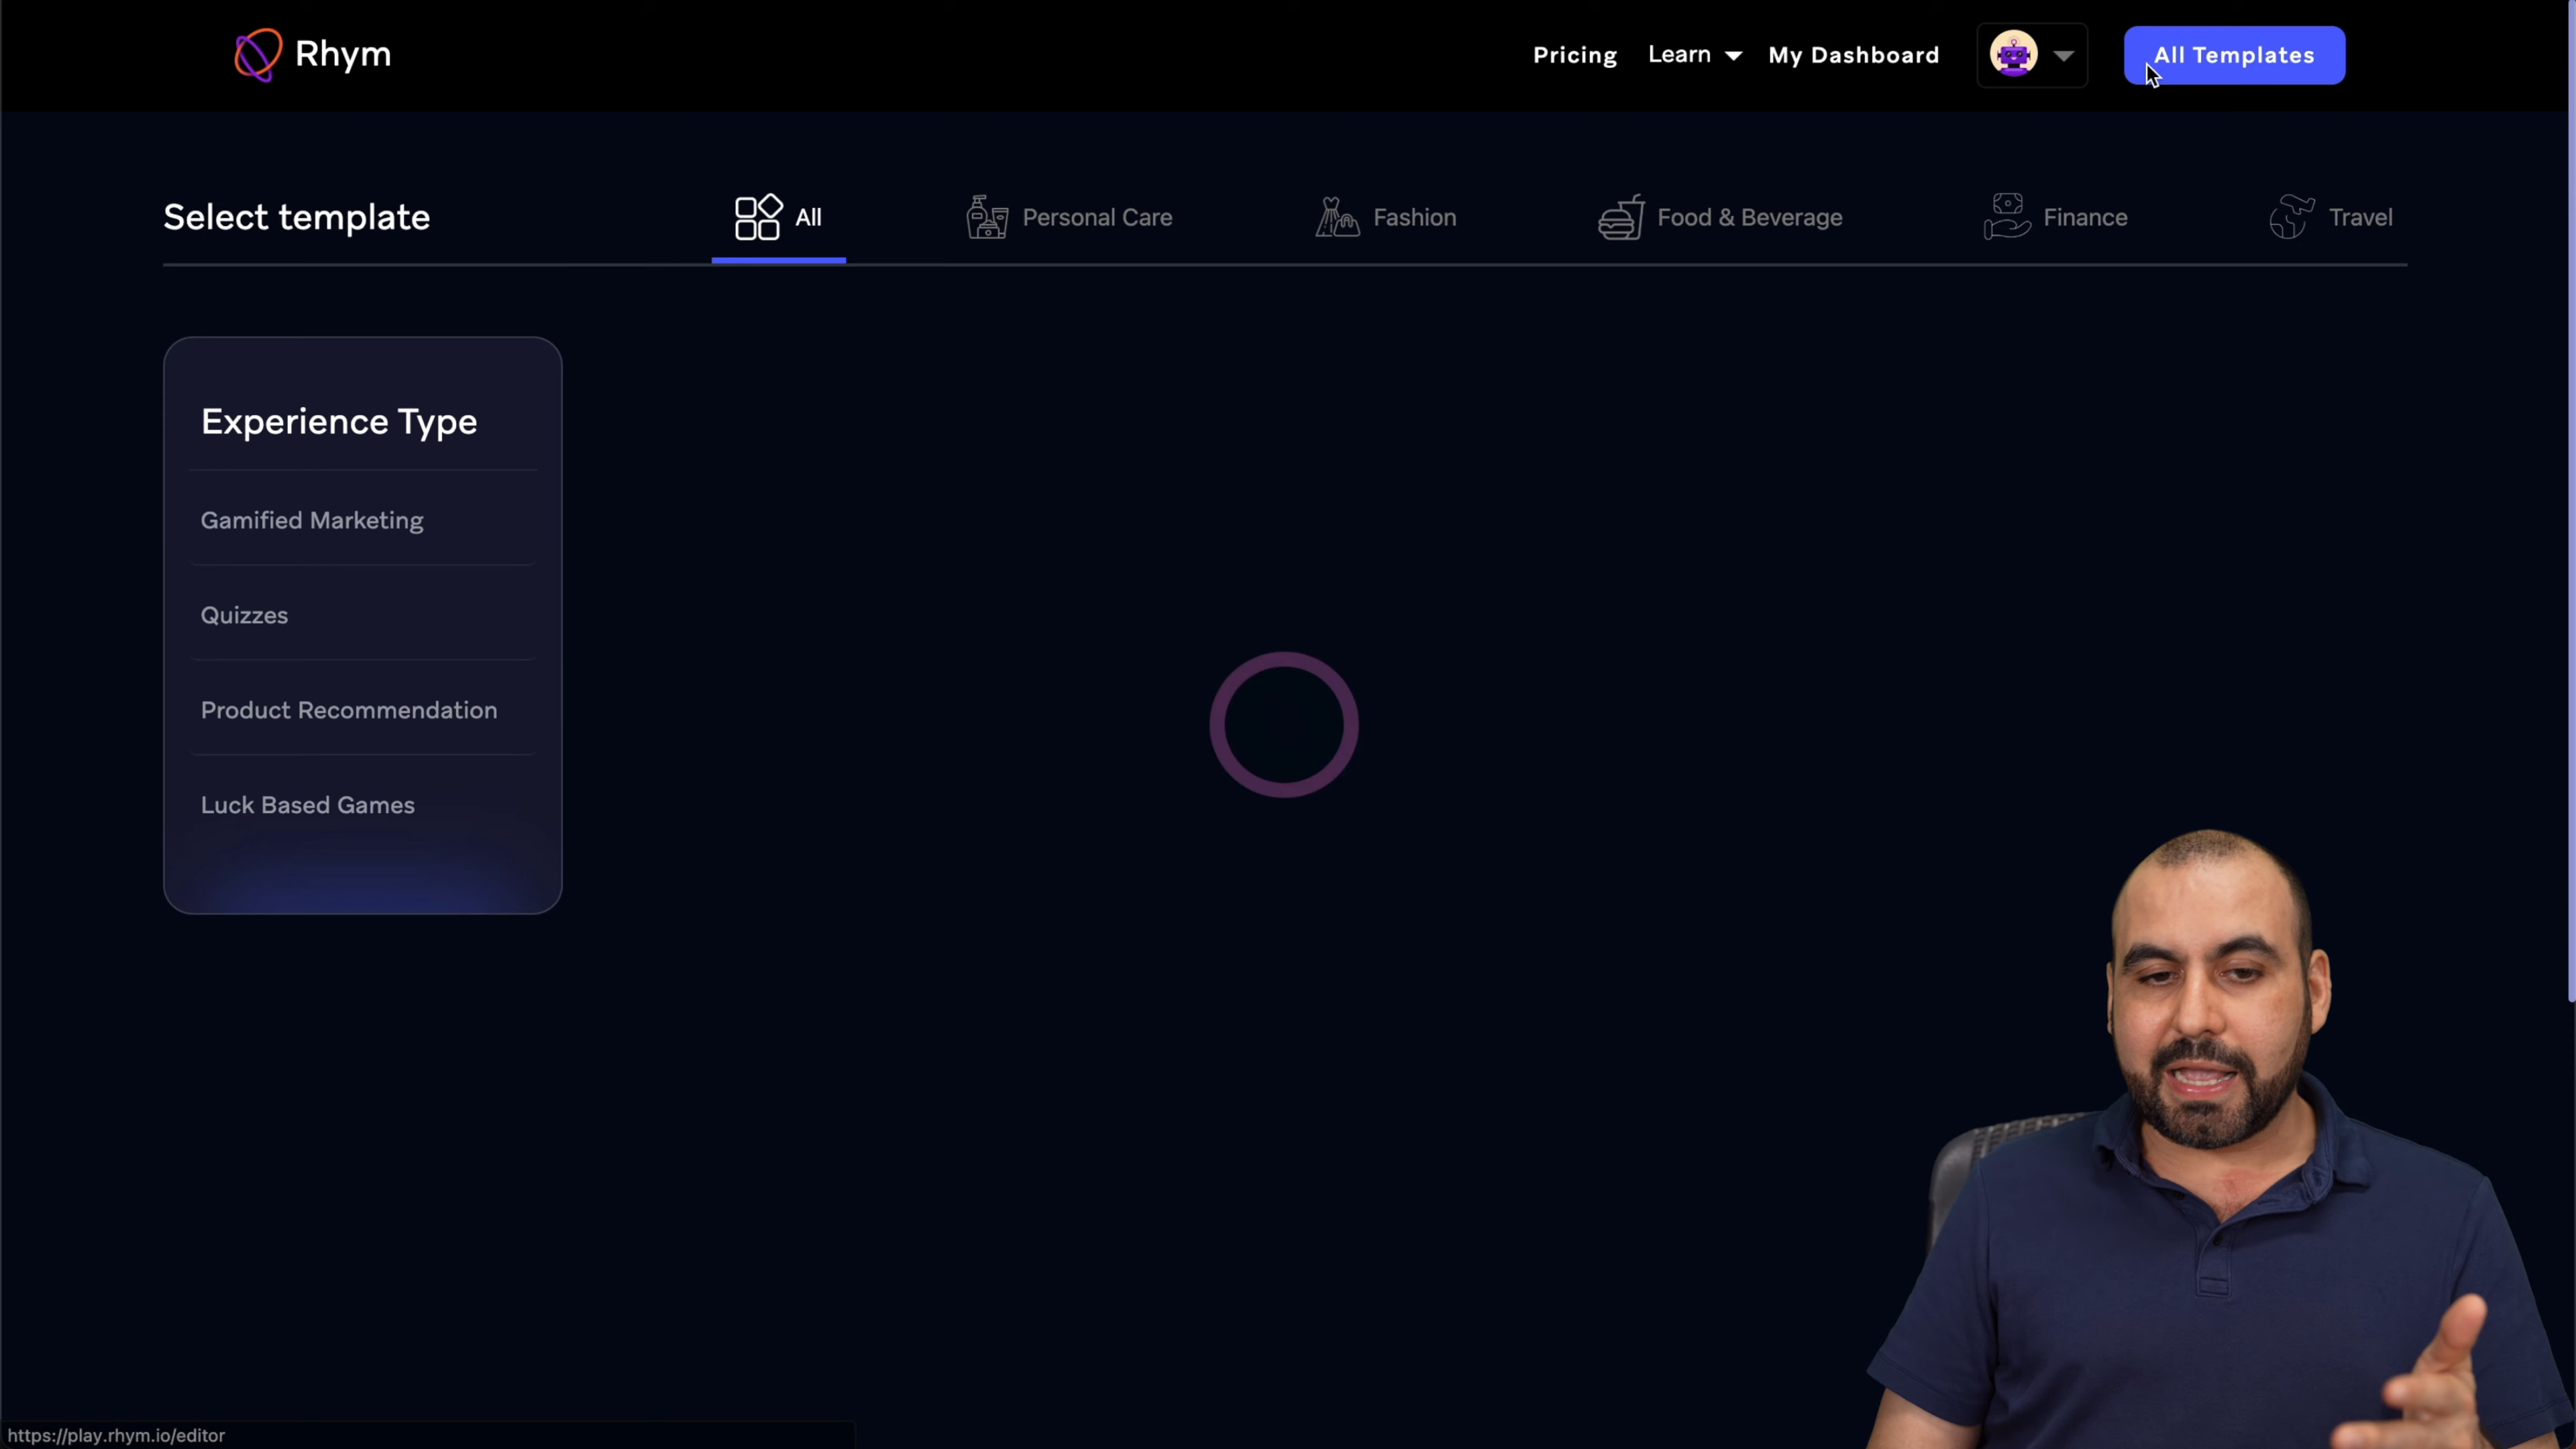 Rhym
Pricing
Learn
My Dashboard
All Templates
Select template
All
Personal Care
Fashion
Food & Beverage
Finance
Travel
Experience Type
Gamified Marketing
Quizzes
Product Recommendation
Luck Based Games
https://play.rhym.io/editor